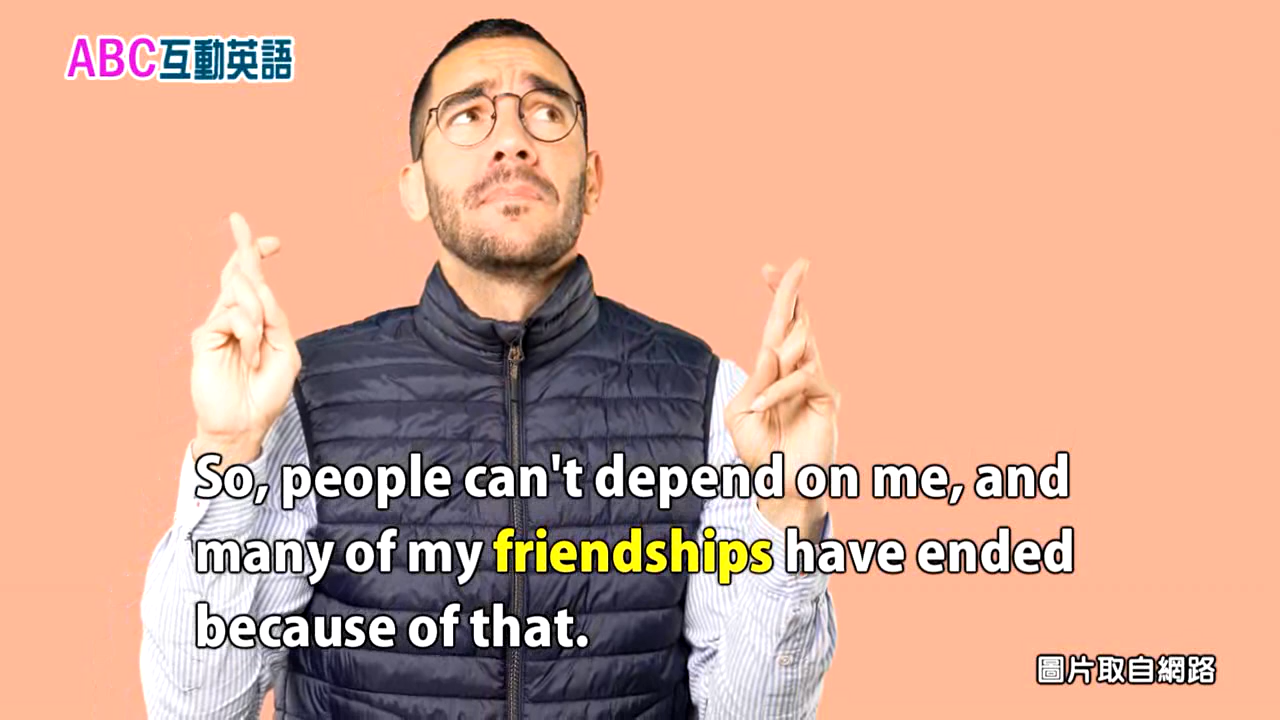 ABC互動英語
So, people can't depend on me, and
many of my friendships have ended
because of that.
圖片取自網路